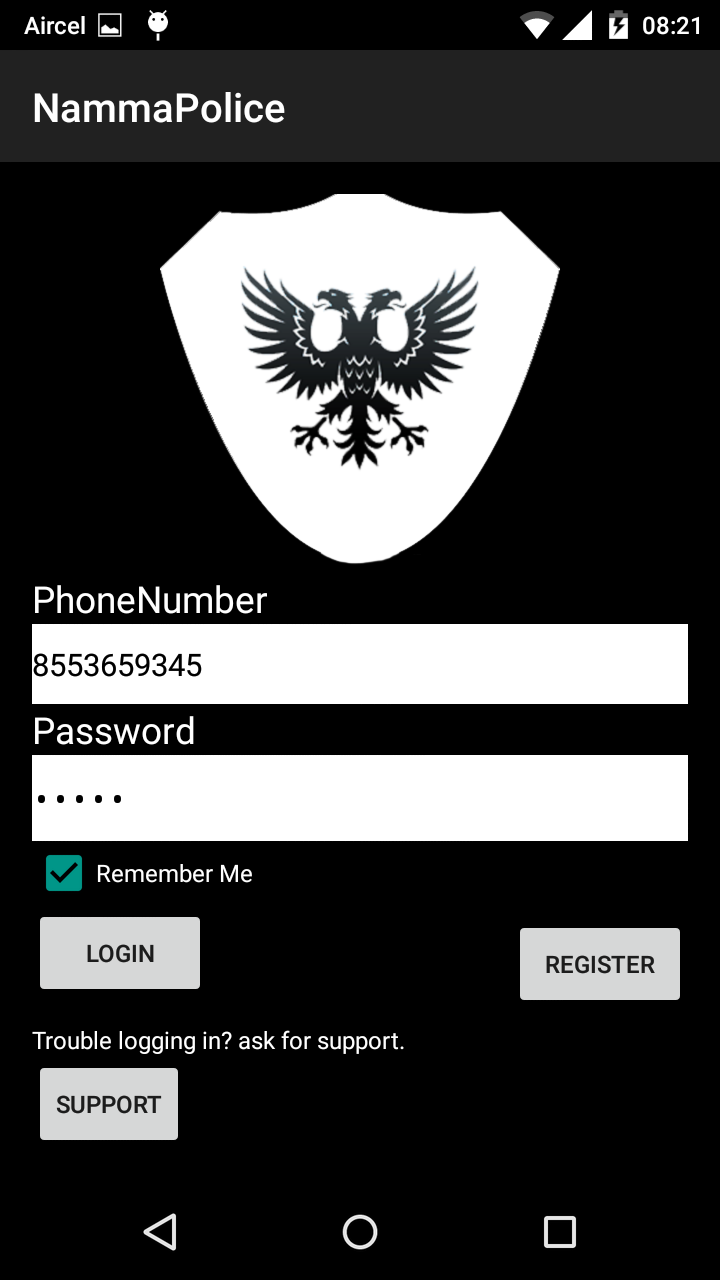 Aircel 08:21
NammaPolice
PhoneNumber
8553659345
Password
•••••
Remember Me
LOGIN
REGISTER
Trouble logging in? ask for support.
SUPPORT